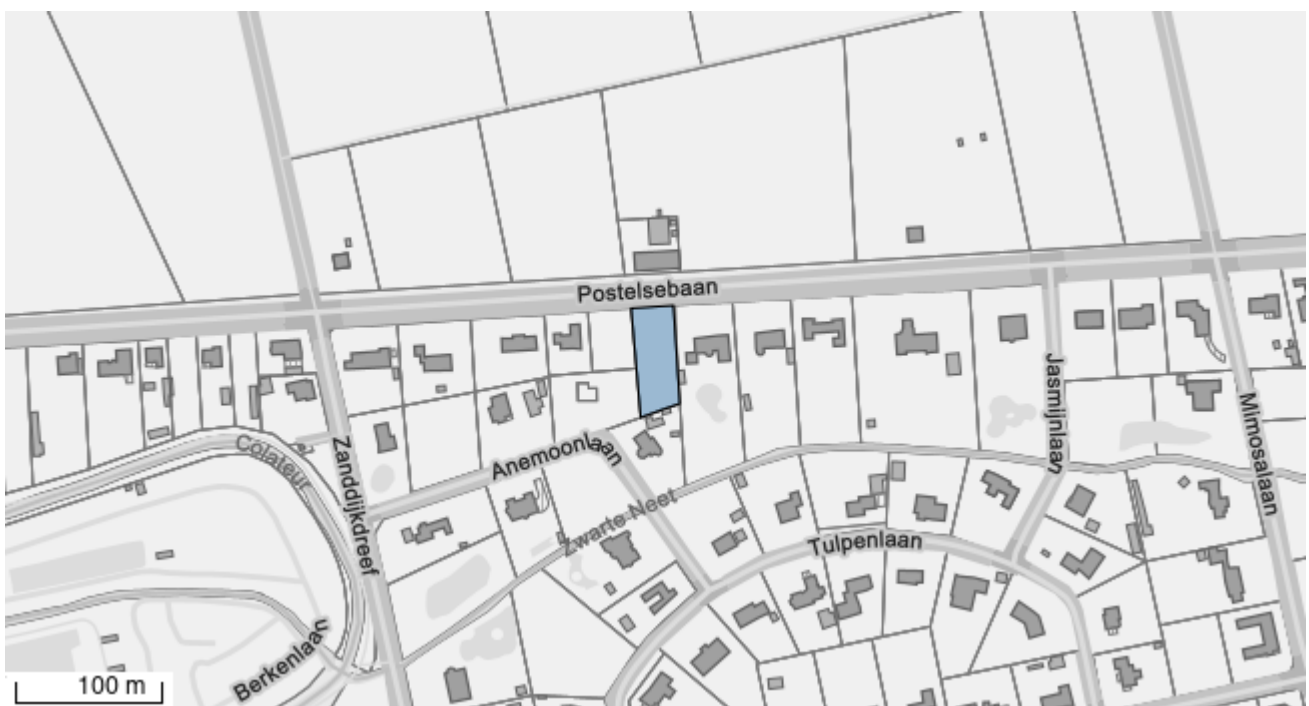 Postelsebaan
Zanddijkdreef
Colateur
Anemoonlaan
Zwarte Neet
Jasmijnlaan
Mimosalaan
Tulpenlaan
Berkenlaan
100 m